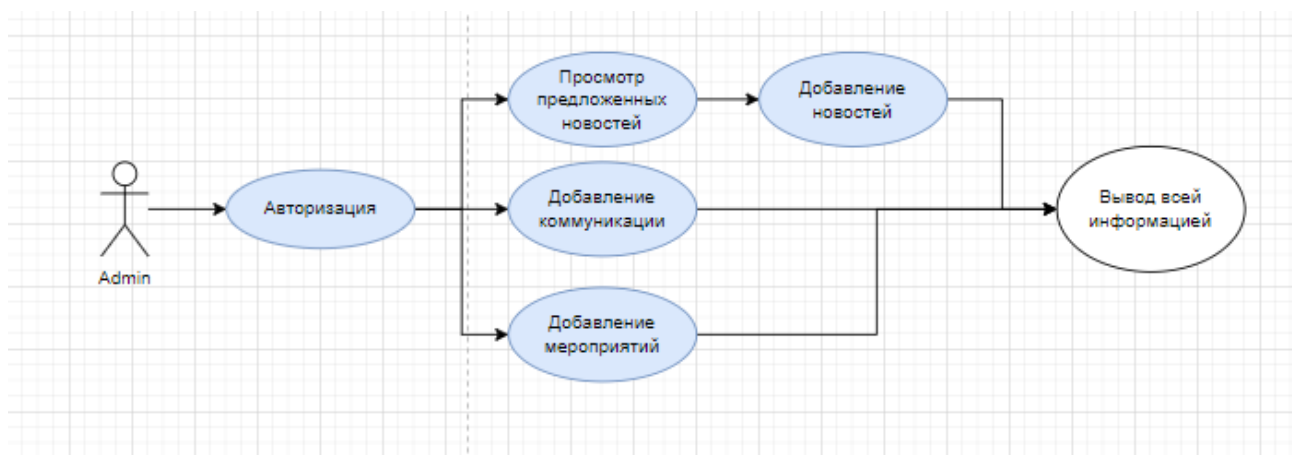 Просмотр
предложенных
новостей
Добавление
новостей
Авторизация
Добавление
коммуникации
Вывод всей
информацией
Admin
Добавление
мероприятий